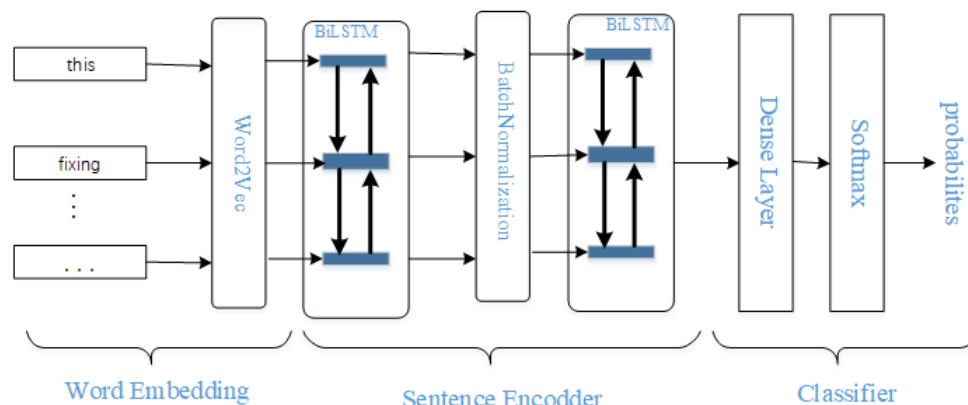 this
fixing
. . .
Word2Vec
BiLSTM
BatchNormalization
BiLSTM
Dense Layer
Softmax
probabilites
Word Embedding
Sentence Encodder
Classifier